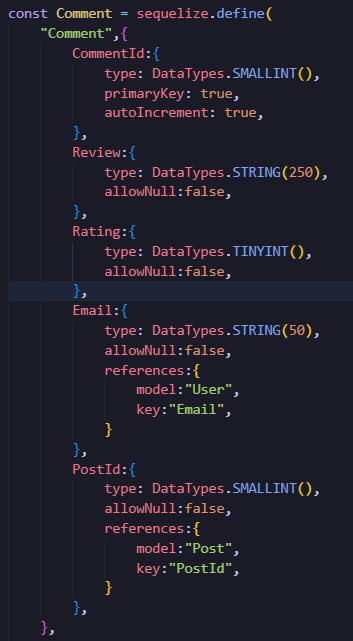 const Comment = sequelize.define(
    "Comment",{
        CommentId:{
            type: DataTypes.SMALLINT(),
            primaryKey: true,
            autoIncrement: true,
        },
        Review:{
            type: DataTypes.STRING(250),
            allowNull:false,
        },
        Rating:{
            type: DataTypes.TINYINT(),
            allowNull:false,
        },
        Email:{
            type: DataTypes.STRING(50),
            allowNull:false,
            references:{
                model:"User",
                key:"Email",
            }
        },
        PostId:{
            type: DataTypes.SMALLINT(),
            allowNull:false,
            references:{
                model:"Post",
                key:"PostId",
            }
        },
    },